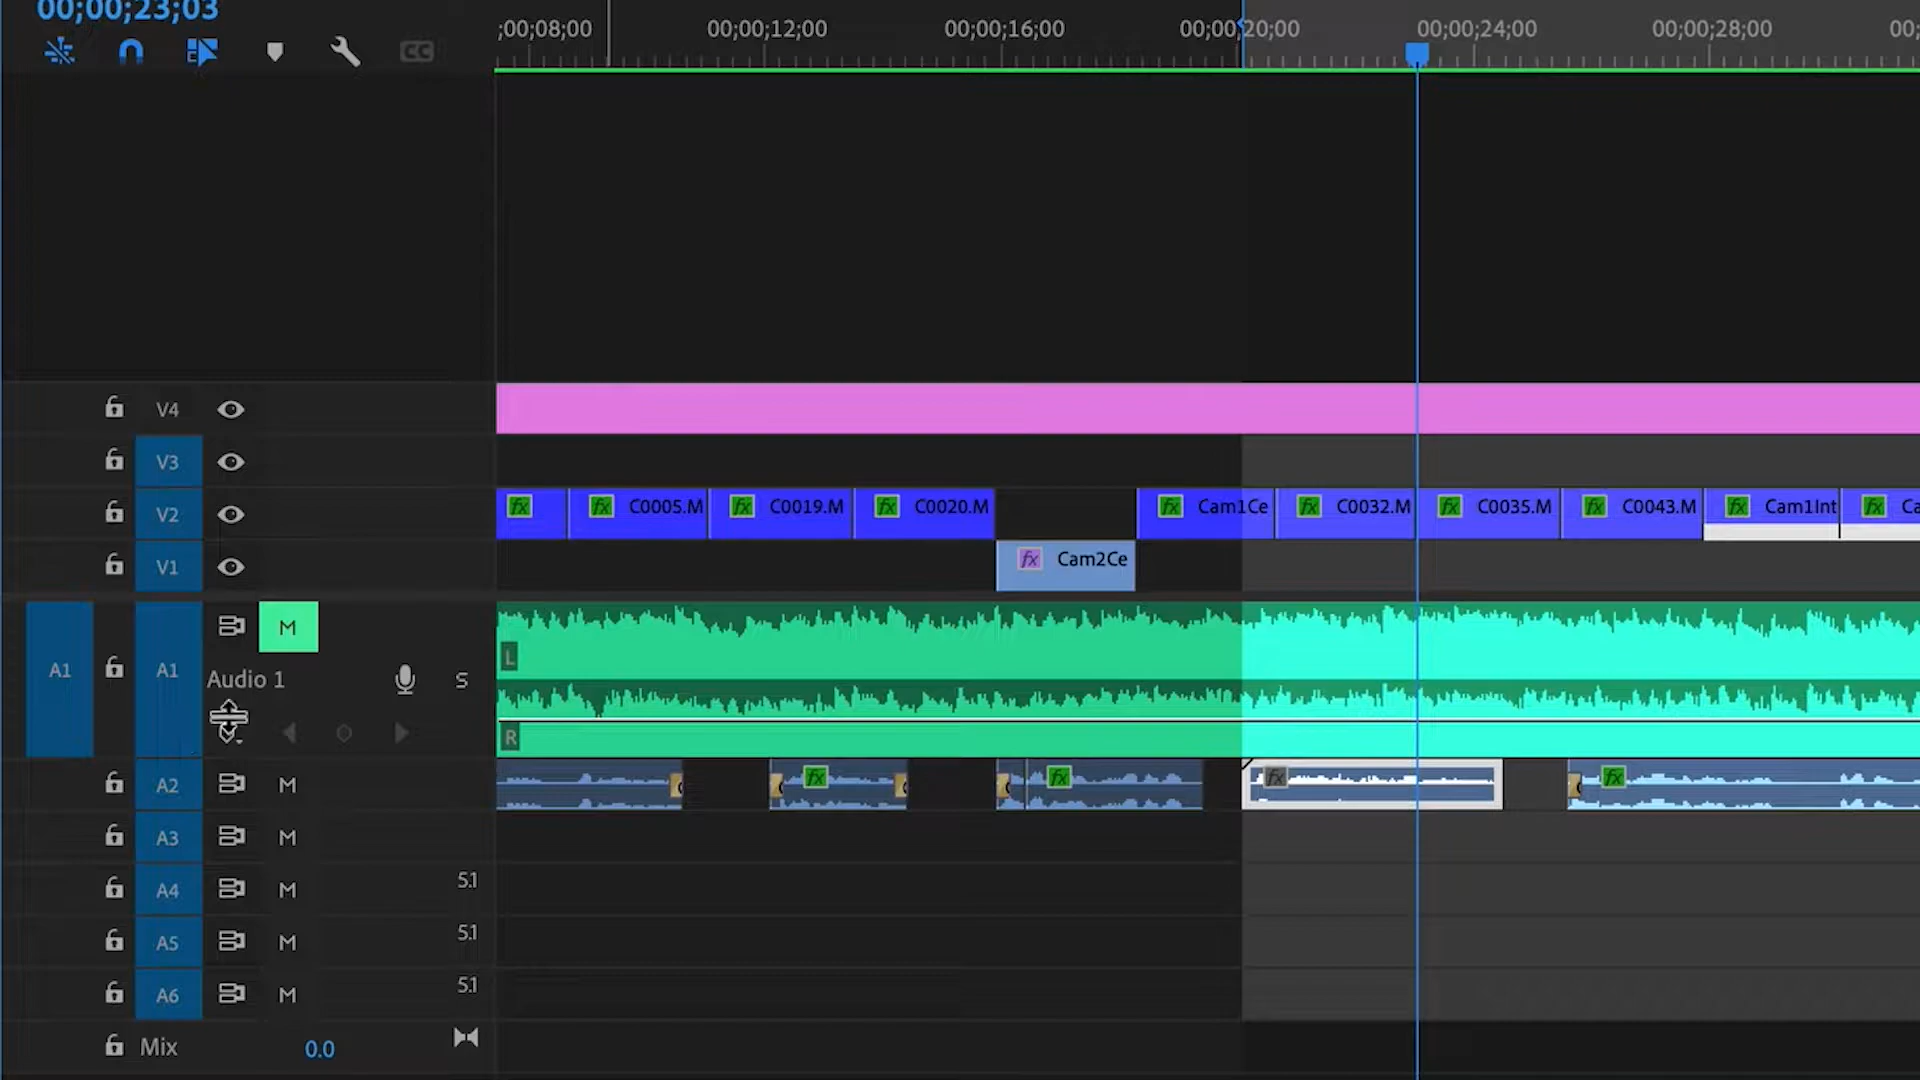 00;00;23;03
;00;08;00 00;00;12;00 00;00;16;00 00;00;20;00 00;00;24;00 00;00;28;00 00;
CC
V4
V3
V2 fx fx C0005.M fx C0019.M fx C0020.M fx Cam1Ce fx C0032.M fx C0035.M fx C0043.M fx Cam1Int fx Ca
V1 fx Cam2Ce
M
L
A1 A1
Audio 1 S
R
A2 M fx fx fx fx
A3 M
A4 M 5.1
A5 M 5.1
A6 M 5.1
Mix 0.0